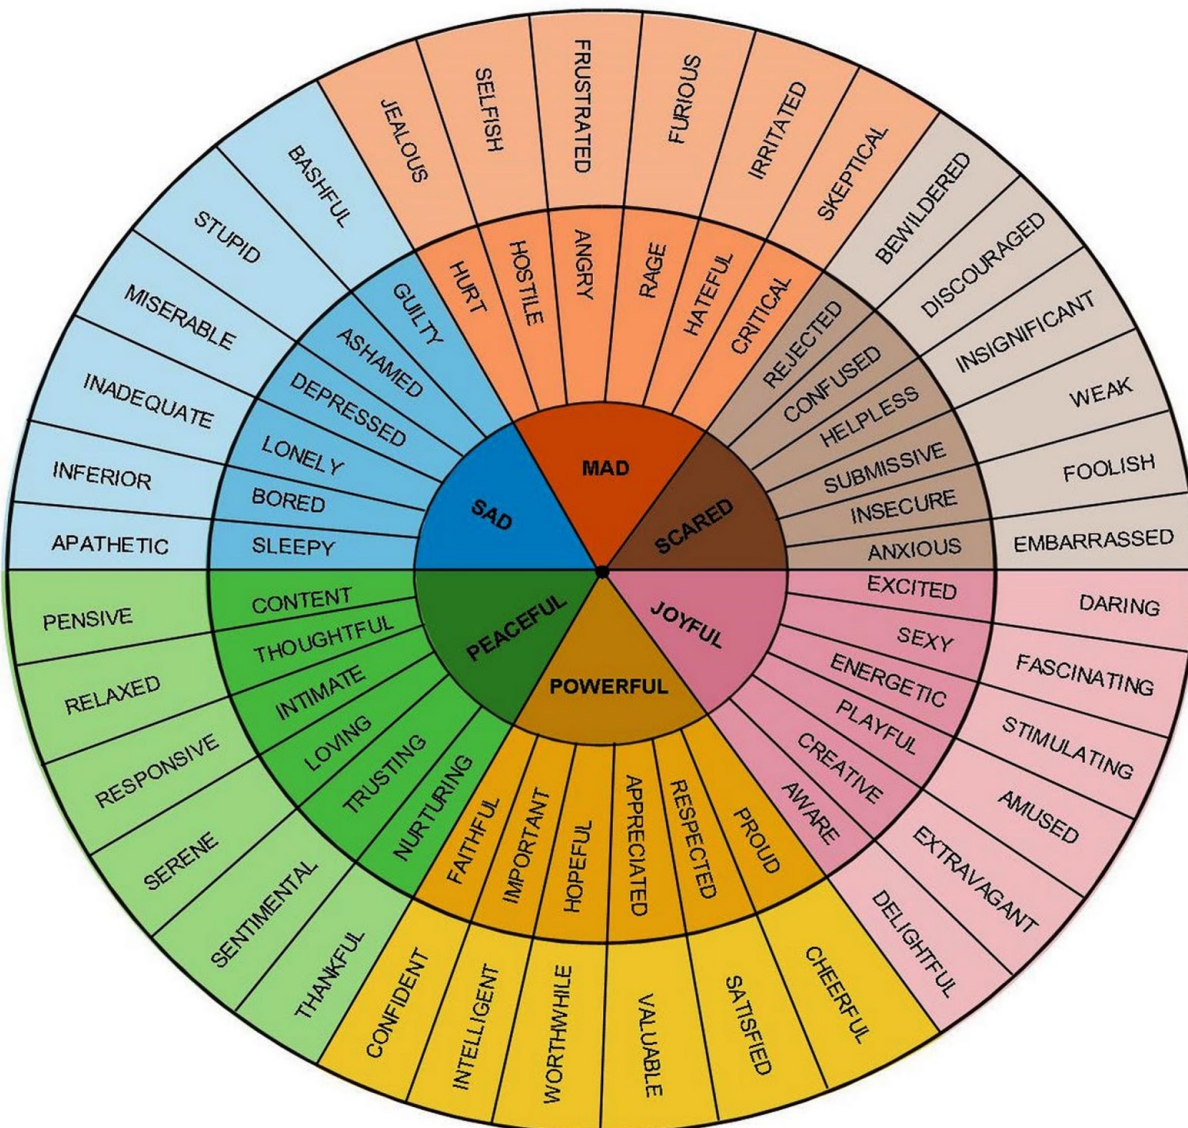 MAD
HURT
HOSTILE
ANGRY
RAGE
HATEFUL
CRITICAL
JEALOUS
SELFISH
FRUSTRATED
FURIOUS
IRRITATED
SKEPTICAL
SCARED
REJECTED
CONFUSED
HELPLESS
SUBMISSIVE
INSECURE
ANXIOUS
BEWILDERED
DISCOURAGED
INSIGNIFICANT
WEAK
FOOLISH
EMBARRASSED
JOYFUL
EXCITED
SEXY
ENERGETIC
PLAYFUL
CREATIVE
AWARE
DARING
FASCINATING
STIMULATING
AMUSED
EXTRAVAGANT
DELIGHTFUL
POWERFUL
PROUD
RESPECTED
APPRECIATED
HOPEFUL
IMPORTANT
FAITHFUL
CHEERFUL
SATISFIED
VALUABLE
WORTHWHILE
INTELLIGENT
CONFIDENT
PEACEFUL
NURTURING
TRUSTING
LOVING
INTIMATE
THOUGHTFUL
CONTENT
THANKFUL
SENTIMENTAL
SERENE
RESPONSIVE
RELAXED
PENSIVE
SAD
SLEEPY
BORED
LONELY
DEPRESSED
ASHAMED
GUILTY
APATHETIC
INFERIOR
INADEQUATE
MISERABLE
STUPID
BASHFUL